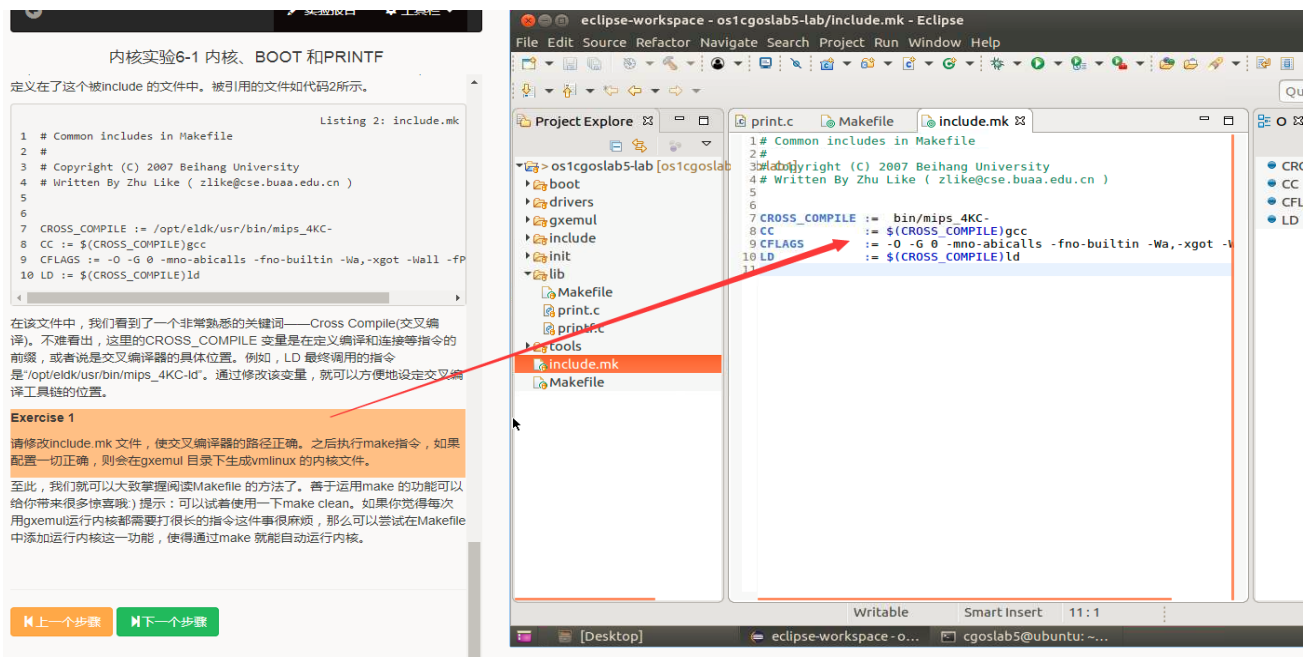 实验报告 工具栏
内核实验6-1 内核、BOOT 和PRINTF
定义在了这个被include 的文件中。被引用的文件如代码2所示。
Listing 2: include.mk
1 # Common includes in Makefile
2 #
3 # Copyright (C) 2007 Beihang University
4 # Written By Zhu Like ( zlike@cse.buaa.edu.cn )
5
6
7 CROSS_COMPILE := /opt/eldk/usr/bin/mips_4KC-
8 CC := $(CROSS_COMPILE)gcc
9 CFLAGS := -O -G 0 -mno-abicalls -fno-builtin -Wa,-xgot -Wall -fP
10 LD := $(CROSS_COMPILE)ld
在该文件中，我们看到了一个非常熟悉的关键词——Cross Compile(交叉编
译)。不难看出，这里的CROSS_COMPILE 变量是在定义编译和连接等指令的
前缀，或者说是交叉编译器的具体位置。例如，LD 最终调用的指令
是“/opt/eldk/usr/bin/mips_4KC-ld”。通过修改该变量，就可以方便地设定交叉编
译工具链的位置。
Exercise 1
请修改include.mk 文件，使交叉编译器的路径正确。之后执行make指令，如果
配置一切正确，则会在gxemul 目录下生成vmlinux 的内核文件。
至此，我们就可以大致掌握阅读Makefile 的方法了。善于运用make 的功能可以
给你带来很多惊喜哦:) 提示：可以试着使用一下make clean。如果你觉得每次
用gxemul运行内核都需要打很长的指令这件事很麻烦，那么可以尝试在Makefile
中添加运行内核这一功能，使得通过make 就能自动运行内核。
上一个步骤 下一个步骤
eclipse-workspace - os1cgoslab5-lab/include.mk - Eclipse
File Edit Source Refactor Navigate Search Project Run Window Help
Qu
Project Explore
> os1cgoslab5-lab [os1cgoslab
boot
drivers
gxemul
include
init
lib
Makefile
print.c
printf.c
tools
include.mk
Makefile
print.c Makefile include.mk
1 # Common includes in Makefile
2 #
3 # Copyright (C) 2007 Beihang University
4 # Written By Zhu Like ( zlike@cse.buaa.edu.cn )
5
6
7 CROSS_COMPILE := bin/mips_4KC-
8 CC := $(CROSS_COMPILE)gcc
9 CFLAGS := -O -G 0 -mno-abicalls -fno-builtin -Wa,-xgot -W
10 LD := $(CROSS_COMPILE)ld
11
O
CRO
CC
CFL
LD
Writable Smart Insert 11 : 1
[Desktop] eclipse-workspace - o... cgoslab5@ubuntu: ~...